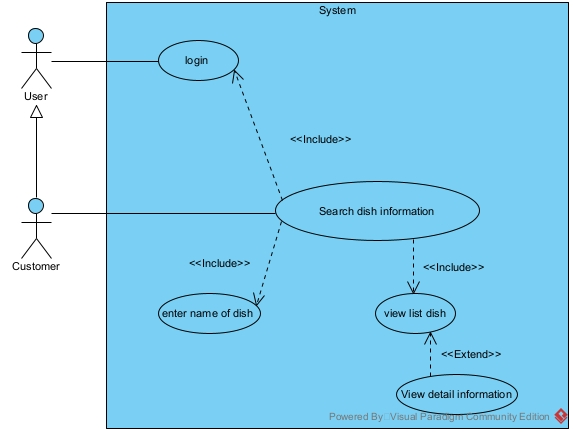 System
login
User
<<Include>>
Search dish information
Customer
<<Include>>
<<Include>>
enter name of dish
view list dish
<<Extend>>
View detail information
Powered By: Visual Paradigm Community Edition